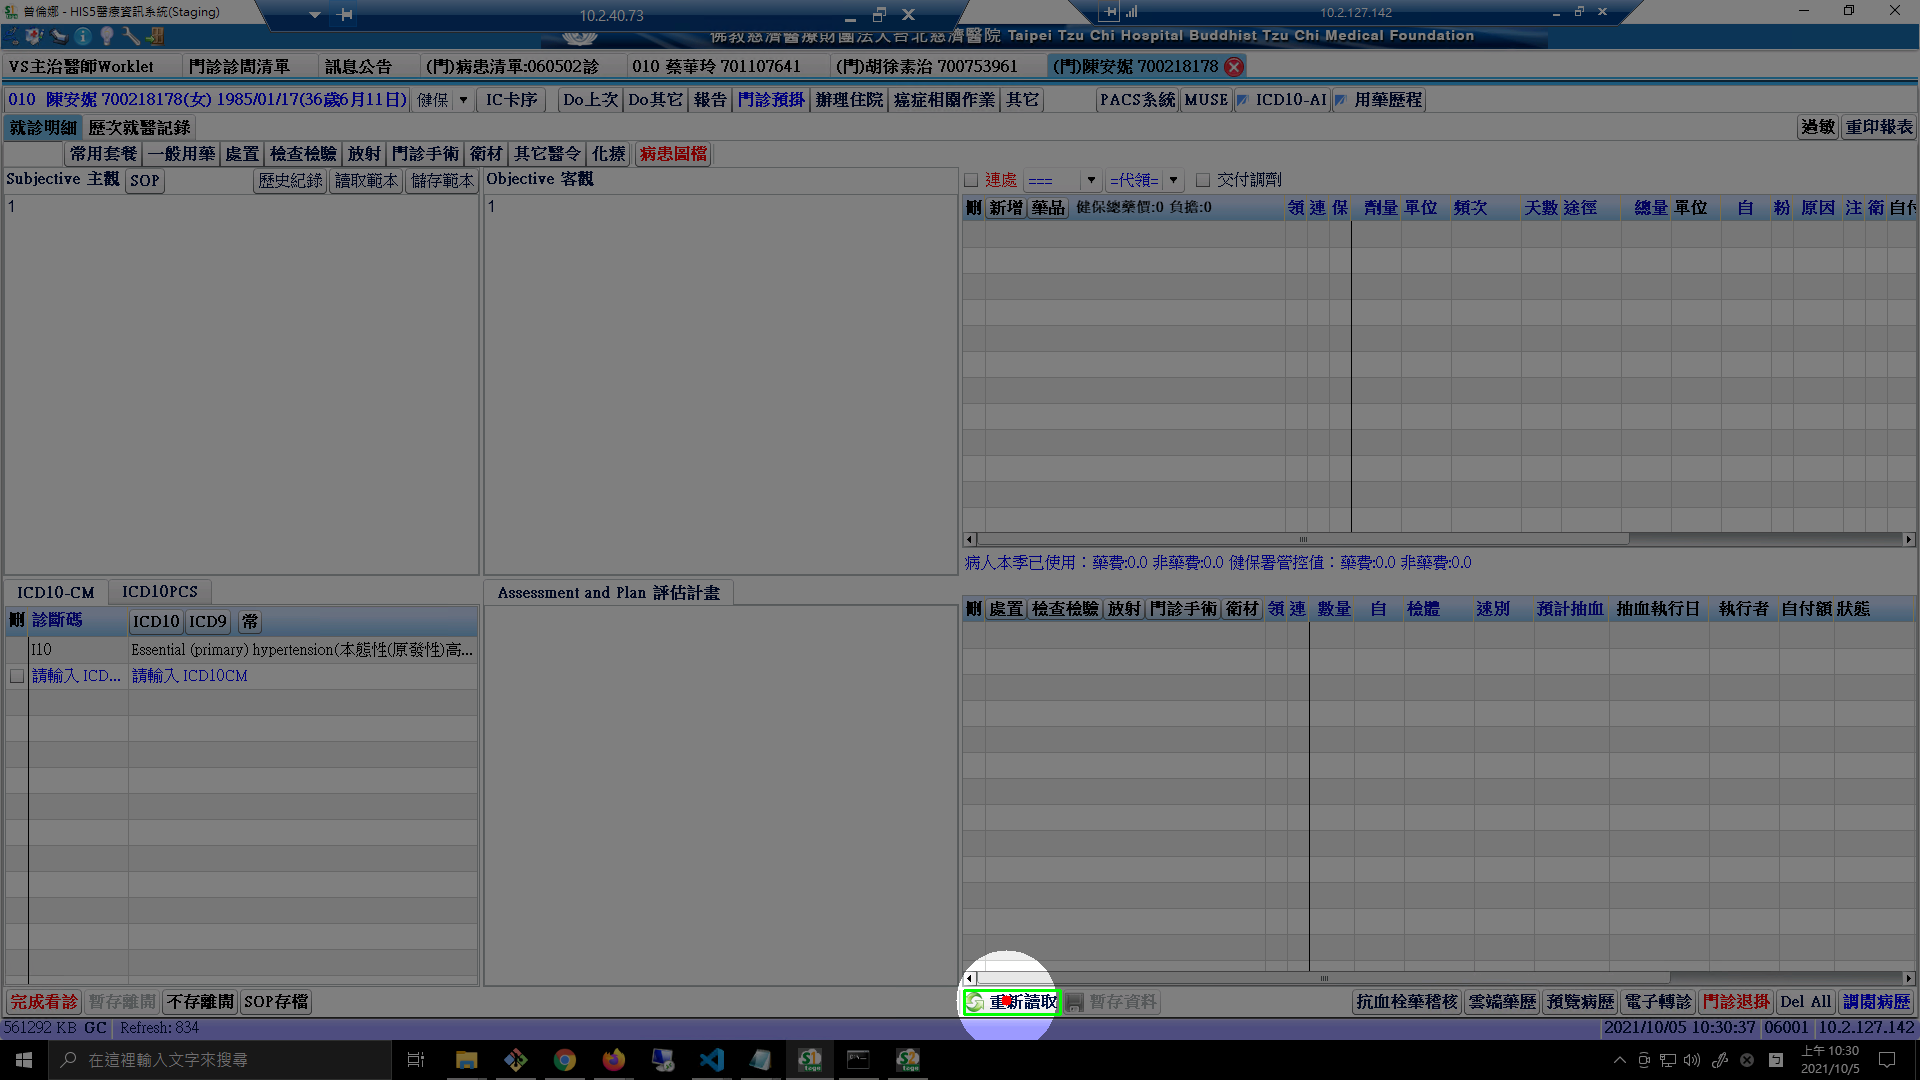 曾倫娜 - HIS5醫療資訊系統(Staging)
10.2.40.73
10.2.127.142
佛教慈濟醫療財團法人台北慈濟醫院 Taipei Tzu Chi Hospital Buddhist Tzu Chi Medical Foundation
VS主治醫師Worklet 門診診間清單 訊息公告 (門)病患清單:060502診 010 蔡華玲 701107641 (門)胡徐素治 700753961 (門)陳安妮 700218178
010 陳安妮 700218178(女) 1985/01/17(36歲6月11日) 健保 IC卡序 Do上次 Do其它 報告 門診預掛 辦理住院 癌症相關作業 其它 PACS系統 MUSE ICD10-AI 用藥歷程
就診明細 歷次就醫記錄 過敏 重印報表
常用套餐 一般用藥 處置 檢查檢驗 放射 門診手術 衛材 其它醫令 化療 病患圖檔
Subjective 主觀 SOP 歷史紀錄 讀取範本 儲存範本 Objective 客觀 連處 === =代領= 交付調劑
1 1
刪 新增 藥品 健保總藥價:0 負擔:0 領 連 保 劑量 單位 頻次 天數 途徑 總量 單位 自 粉 原因 注 衛 自付
病人本季已使用：藥費:0.0 非藥費:0.0 健保署管控值：藥費:0.0 非藥費:0.0
ICD10-CM ICD10PCS Assessment and Plan 評估計畫
刪 診斷碼 ICD10 ICD9 常
刪 處置 檢查檢驗 放射 門診手術 衛材 領 連 數量 自 檢體 速別 預計抽血 抽血執行日 執行者 自付額 狀態
I10 Essential (primary) hypertension(本態性(原發性)高...
請輸入 ICD... 請輸入 ICD10CM
完成看診 暫存離開 不存離開 SOP存檔 重新讀取 暫存資料 抗血栓藥稽核 雲端藥歷 預覽病歷 電子轉診 門診退掛 Del All 調閱病歷
561292 KB GC Refresh: 834 2021/10/05 10:30:37 06001 10.2.127.142
在這裡輸入文字來搜尋
上午 10:30
2021/10/5